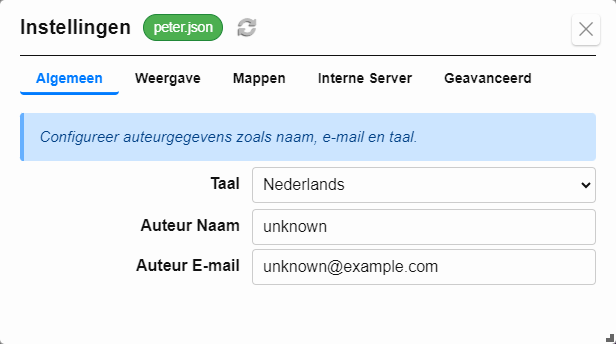 Instellingen peter.json
Algemeen Weergave Mappen Interne Server Geavanceerd
Configureer auteurgegevens zoals naam, e-mail en taal.
Taal Nederlands
Auteur Naam unknown
Auteur E-mail unknown@example.com